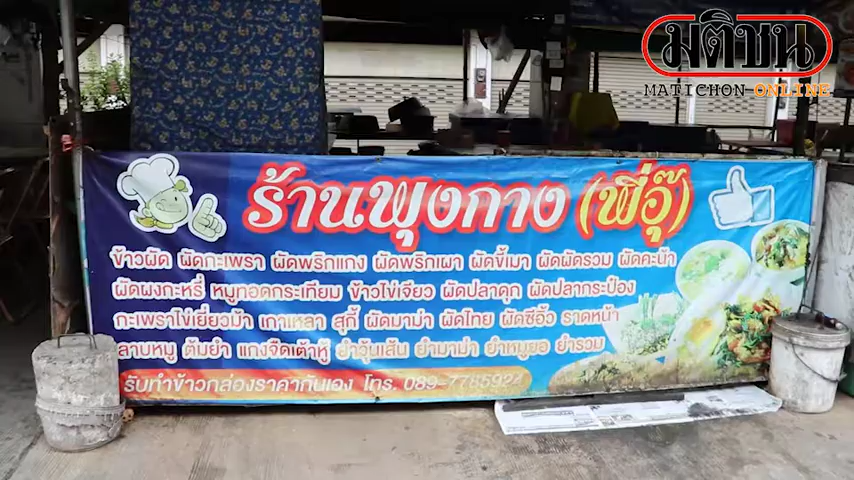 มติชน
MATICHON ONLINE
ร้านพุงกาง (พี่อุ๊)
ข้าวผัด ผัดกะเพรา ผัดพริกแกง ผัดพริกเผา ผัดขี้เมา ผัดผัดรวม ผัดคะน้า
ผัดผงกะหรี่ หมูทอดกระเทียม ข้าวไข่เจียว ผัดปลาดุก ผัดปลากระป๋อง
กะเพราไข่เยี่ยวม้า เกาเหลา สุกี้ ผัดมาม่า ผัดไทย ผัดซีอิ้ว ราดหน้า
ลาบหมู ต้มยำ แกงจืดเต้าหู้ ยำวุ้นเส้น ยำมาม่า ยำหมูยอ ยำรวม
รับทำข้าวกล่องราคากันเอง โทร. 089-7785924